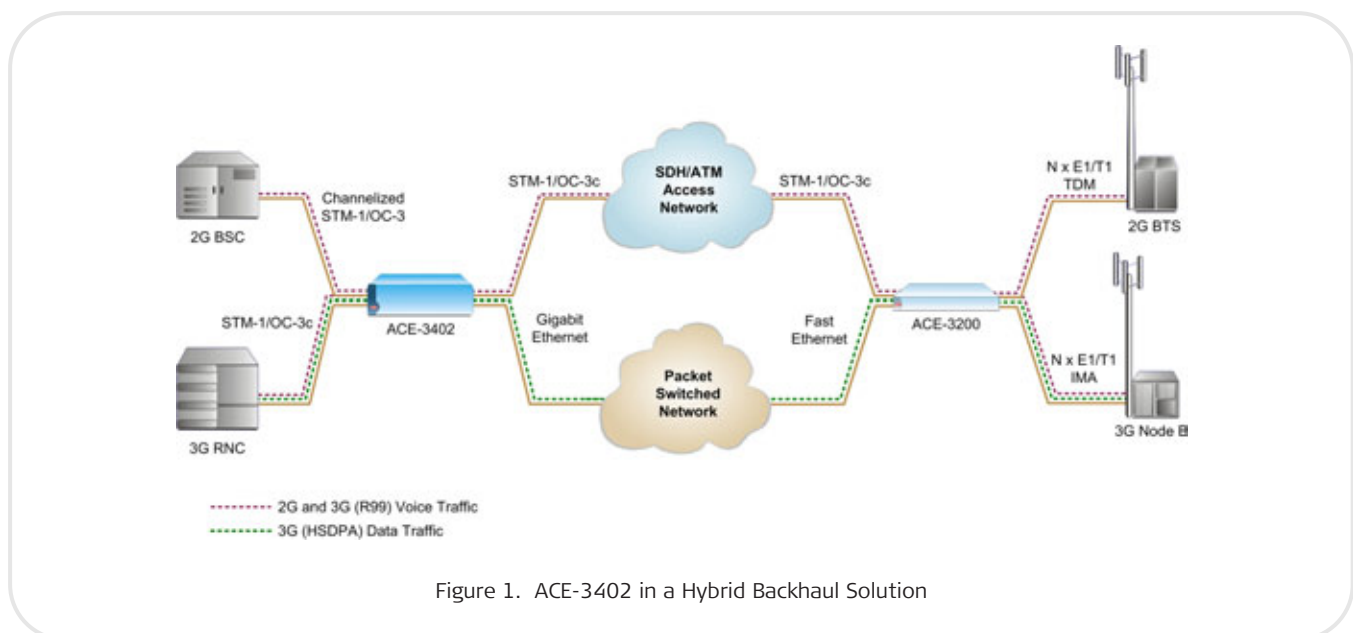 SDH/ATM
Access
Network
STM-1/OC-3c
STM-1/OC-3c
N x E1/T1
TDM
Channelized
STM-1/OC-3
2G BSC
2G BTS
STM-1/OC-3c
ACE-3402
Gigabit
Ethernet
Fast
Ethernet
ACE-3200
N x E1/T1
IMA
Packet
Switched
Network
3G RNC
3G Node B
2G and 3G (R99) Voice Traffic
3G (HSDPA) Data Traffic
Figure 1. ACE-3402 in a Hybrid Backhaul Solution